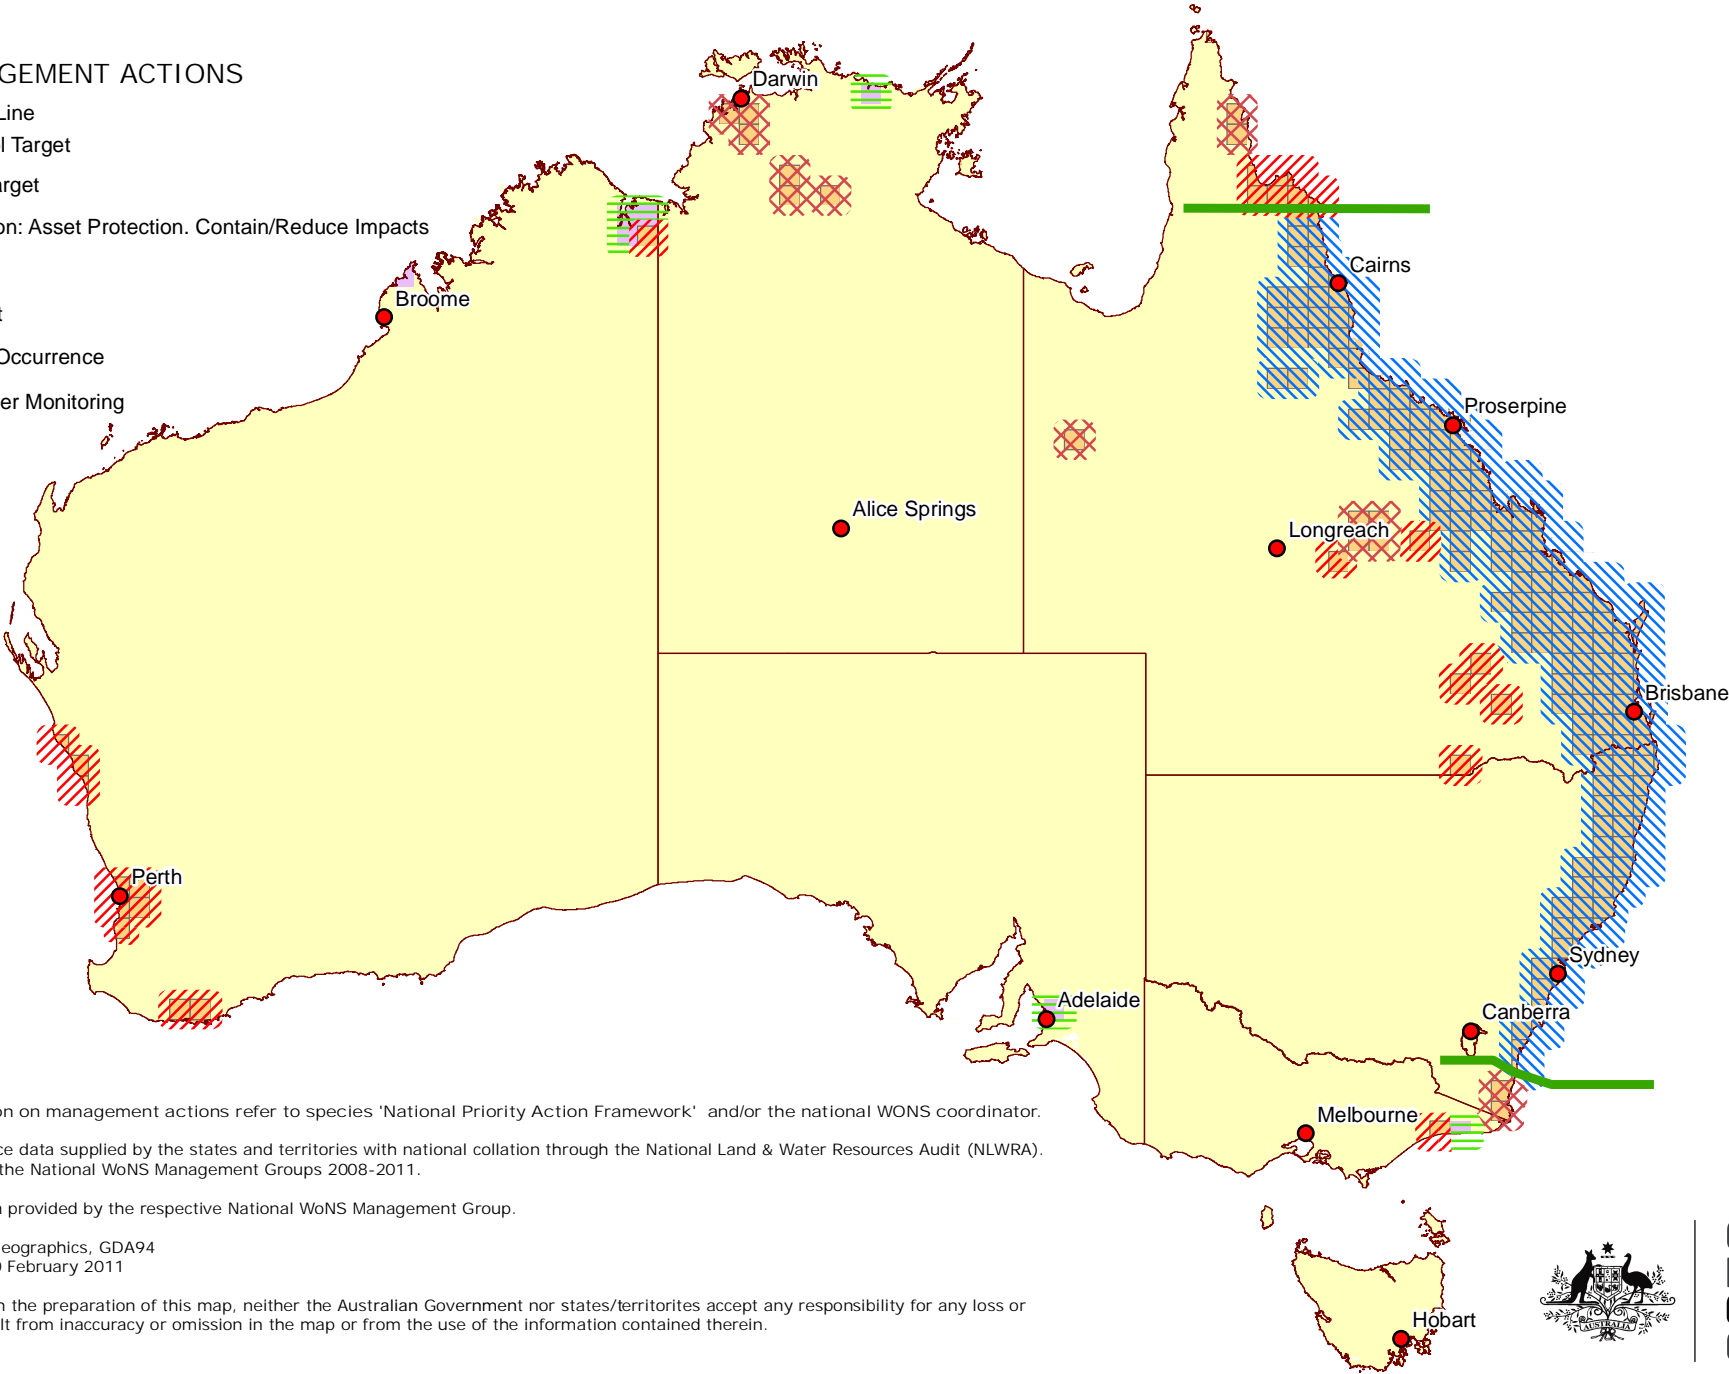 GEMENT ACTIONS
Line
l Target
arget
on: Asset Protection. Contain/Reduce Impacts
t
Occurrence
er Monitoring
Darwin
Cairns
Broome
Proserpine
Alice Springs
Longreach
Brisbane
Perth
Sydney
Adelaide
Canberra
Melbourne
Hobart
on on management actions refer to species 'National Priority Action Framework' and/or the national WONS coordinator.
ce data supplied by the states and territories with national collation through the National Land & Water Resources Audit (NLWRA).
the National WoNS Management Groups 2008-2011.
n provided by the respective National WoNS Management Group.
eographics, GDA94
0 February 2011
n the preparation of this map, neither the Australian Government nor states/territorites accept any responsibility for any loss or
lt from inaccuracy or omission in the map or from the use of the information contained therein.
AUSTRALIA